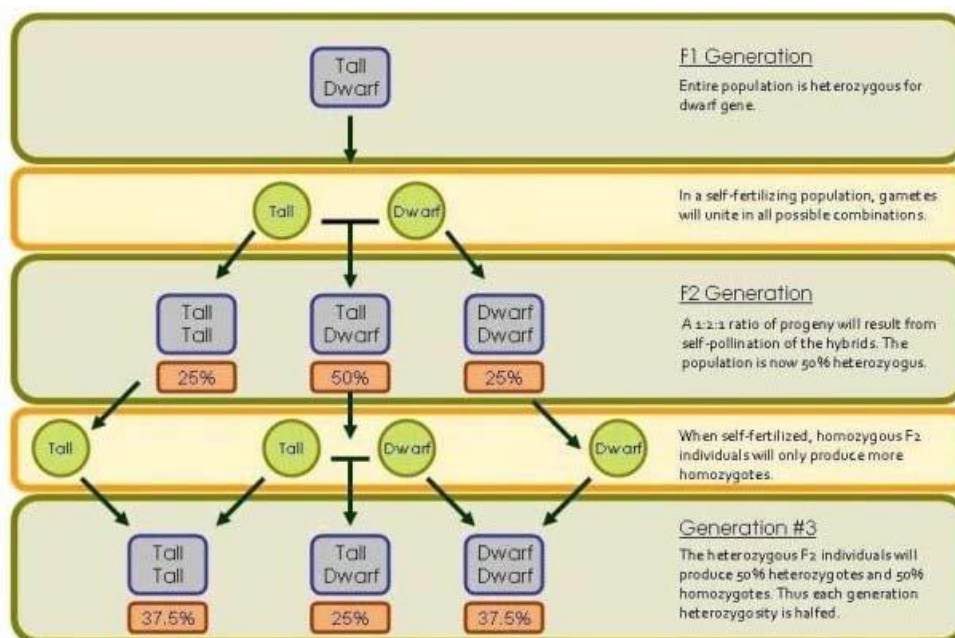 F1 Generation
Entire population is heterozygous for
dwarf gene.
Tall
Dwarf
In a self-fertilizing population, gametes
will unite in all possible combinations.
Tall
Dwarf
F2 Generation
A 1:2:1 ratio of progeny will result from
self-pollination of the hybrids. The
population is now 50% heterozyogus.
Tall
Tall
25%
Tall
Dwarf
50%
Dwarf
Dwarf
25%
When self-fertilized, homozygous F2
individuals will only produce more
homozygotes.
Tall
Tall
Dwarf
Dwarf
Generation #3
The heterozygous F2 individuals will
produce 50% heterozygotes and 50%
homozygotes. Thus each generation
heterozygosity is halfed.
Tall
Tall
37.5%
Tall
Dwarf
25%
Dwarf
Dwarf
37.5%